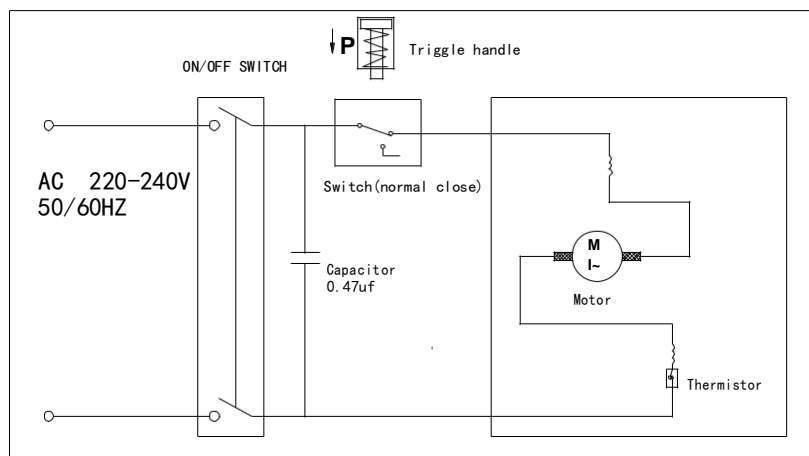 P
Triggle handle
ON/OFF SWITCH
AC 220-240V
50/60HZ
Switch(normal close)
Capacitor
0.47uf
M
I~
Motor
Thermistor